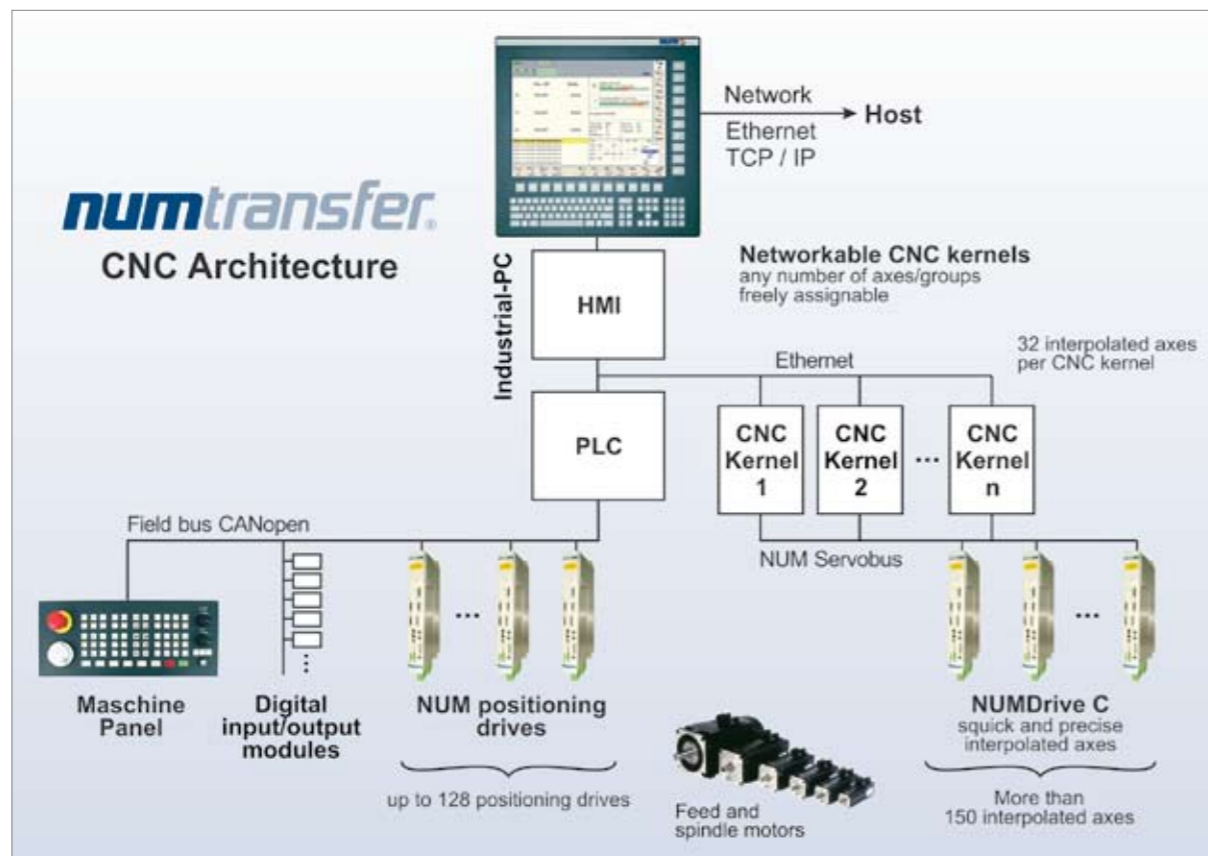 Network
Ethernet
TCP / IP
Host
numtransfer®
CNC Architecture
Industrial-PC
HMI
Networkable CNC kernels
any number of axes/groups
freely assignable
32 interpolated axes
per CNC kernel
Ethernet
PLC
CNC
Kernel
1
CNC
Kernel
2
...
CNC
Kernel
n
Field bus CANopen
NUM Servobus
...
...
Maschine
Panel
Digital
input/output
modules
NUM positioning
drives
up to 128 positioning drives
Feed and
spindle motors
NUMDrive C
squick and precise
interpolated axes
More than
150 interpolated axes